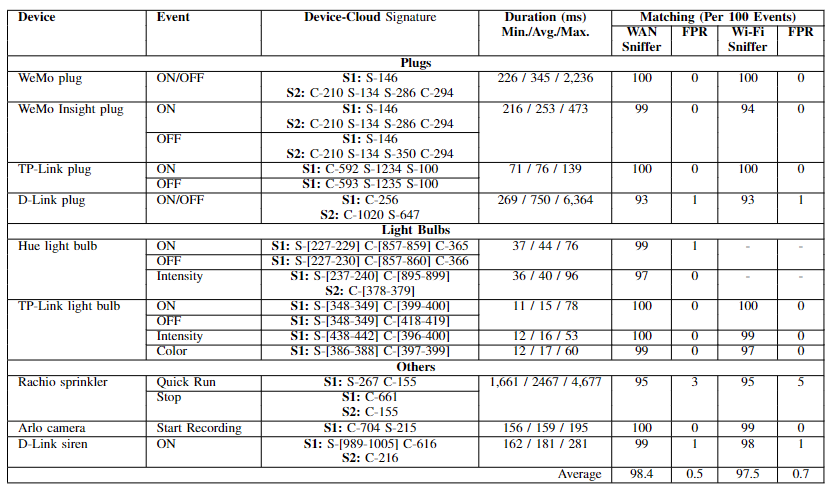 Device Event Device-Cloud Signature Duration (ms) Matching (Per 100 Events)
Min./Avg./Max. WAN FPR Wi-Fi FPR
Sniffer Sniffer
Plugs
WeMo plug ON/OFF S1: S-146 226 / 345 / 2,236 100 0 100 0
S2: C-210 S-134 S-286 C-294
WeMo Insight plug ON S1: S-146 216 / 253 / 473 99 0 94 0
S2: C-210 S-134 S-286 C-294
OFF S1: S-146
S2: C-210 S-134 S-350 C-294
TP-Link plug ON S1: C-592 S-1234 S-100 71 / 76 / 139 100 0 100 0
OFF S1: C-593 S-1235 S-100
D-Link plug ON/OFF S1: C-256 269 / 750 / 6,364 93 1 93 1
S2: C-1020 S-647
Light Bulbs
Hue light bulb ON S1: S-[227-229] C-[857-859] C-365 37 / 44 / 76 99 1 - -
OFF S1: S-[227-230] C-[857-860] C-366
Intensity S1: S-[237-240] C-[895-899] 36 / 40 / 96 97 0 - -
S2: C-[378-379]
TP-Link light bulb ON S1: S-[348-349] C-[399-400] 11 / 15 / 78 100 0 100 0
OFF S1: S-[348-349] C-[418-419]
Intensity S1: S-[438-442] C-[396-400] 12 / 16 / 53 100 0 99 0
Color S1: S-[386-388] C-[397-399] 12 / 17 / 60 99 0 97 0
Others
Rachio sprinkler Quick Run S1: S-267 C-155 1,661 / 2467 / 4,677 95 3 95 5
Stop S1: C-661
S2: C-155
Arlo camera Start Recording S1: C-704 S-215 156 / 159 / 195 100 0 99 0
D-Link siren ON S1: S-[989-1005] C-616 162 / 181 / 281 99 1 98 1
S2: C-216
Average 98.4 0.5 97.5 0.7